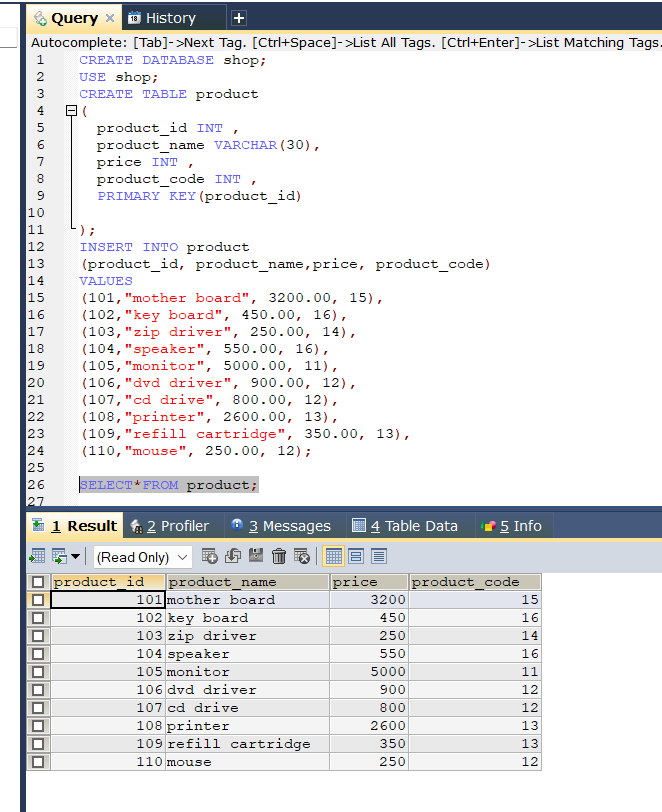 Query × History +
Autocomplete: [Tab]->Next Tag. [Ctrl+Space]->List All Tags. [Ctrl+Enter]->List Matching Tags.
1 CREATE DATABASE shop;
2 USE shop;
3 CREATE TABLE product
4 (
5 product_id INT ,
6 product_name VARCHAR(30),
7 price INT ,
8 product_code INT ,
9 PRIMARY KEY(product_id)
10
11 );
12 INSERT INTO product
13 (product_id, product_name,price, product_code)
14 VALUES
15 (101,"mother board", 3200.00, 15),
16 (102,"key board", 450.00, 16),
17 (103,"zip driver", 250.00, 14),
18 (104,"speaker", 550.00, 16),
19 (105,"monitor", 5000.00, 11),
20 (106,"dvd driver", 900.00, 12),
21 (107,"cd drive", 800.00, 12),
22 (108,"printer", 2600.00, 13),
23 (109,"refill cartridge", 350.00, 13),
24 (110,"mouse", 250.00, 12);
25
26 SELECT*FROM product;
27
1 Result 2 Profiler 3 Messages 4 Table Data 5 Info
(Read Only)
product_id product_name price product_code
101 mother board 3200 15
102 key board 450 16
103 zip driver 250 14
104 speaker 550 16
105 monitor 5000 11
106 dvd driver 900 12
107 cd drive 800 12
108 printer 2600 13
109 refill cartridge 350 13
110 mouse 250 12